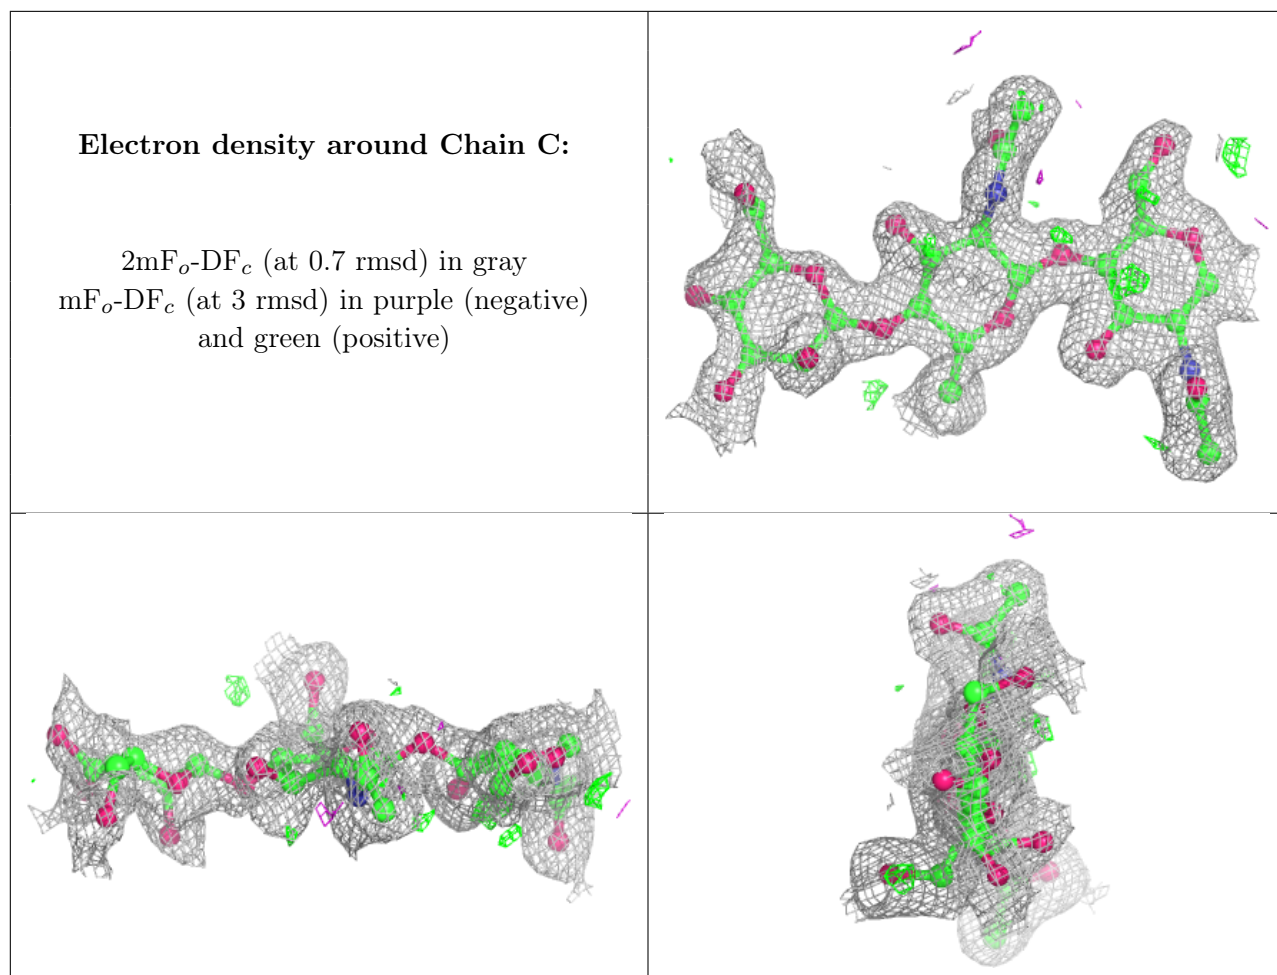 Electron density around Chain C:
2mFo-DFc (at 0.7 rmsd) in gray
mFo-DFc (at 3 rmsd) in purple (negative)
and green (positive)